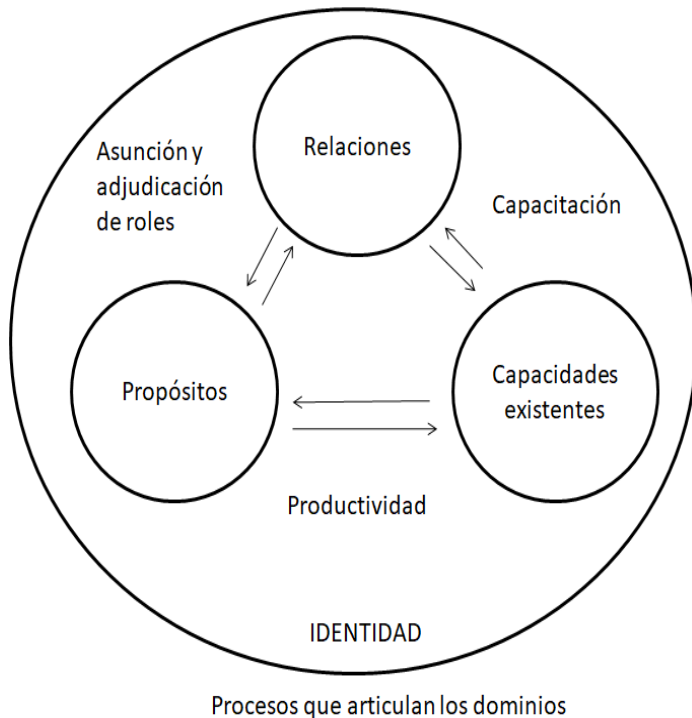 Relaciones
Asunción y
adjudicación
de roles
Capacitación
Propósitos
Capacidades
existentes
Productividad
IDENTIDAD
Procesos que articulan los dominios